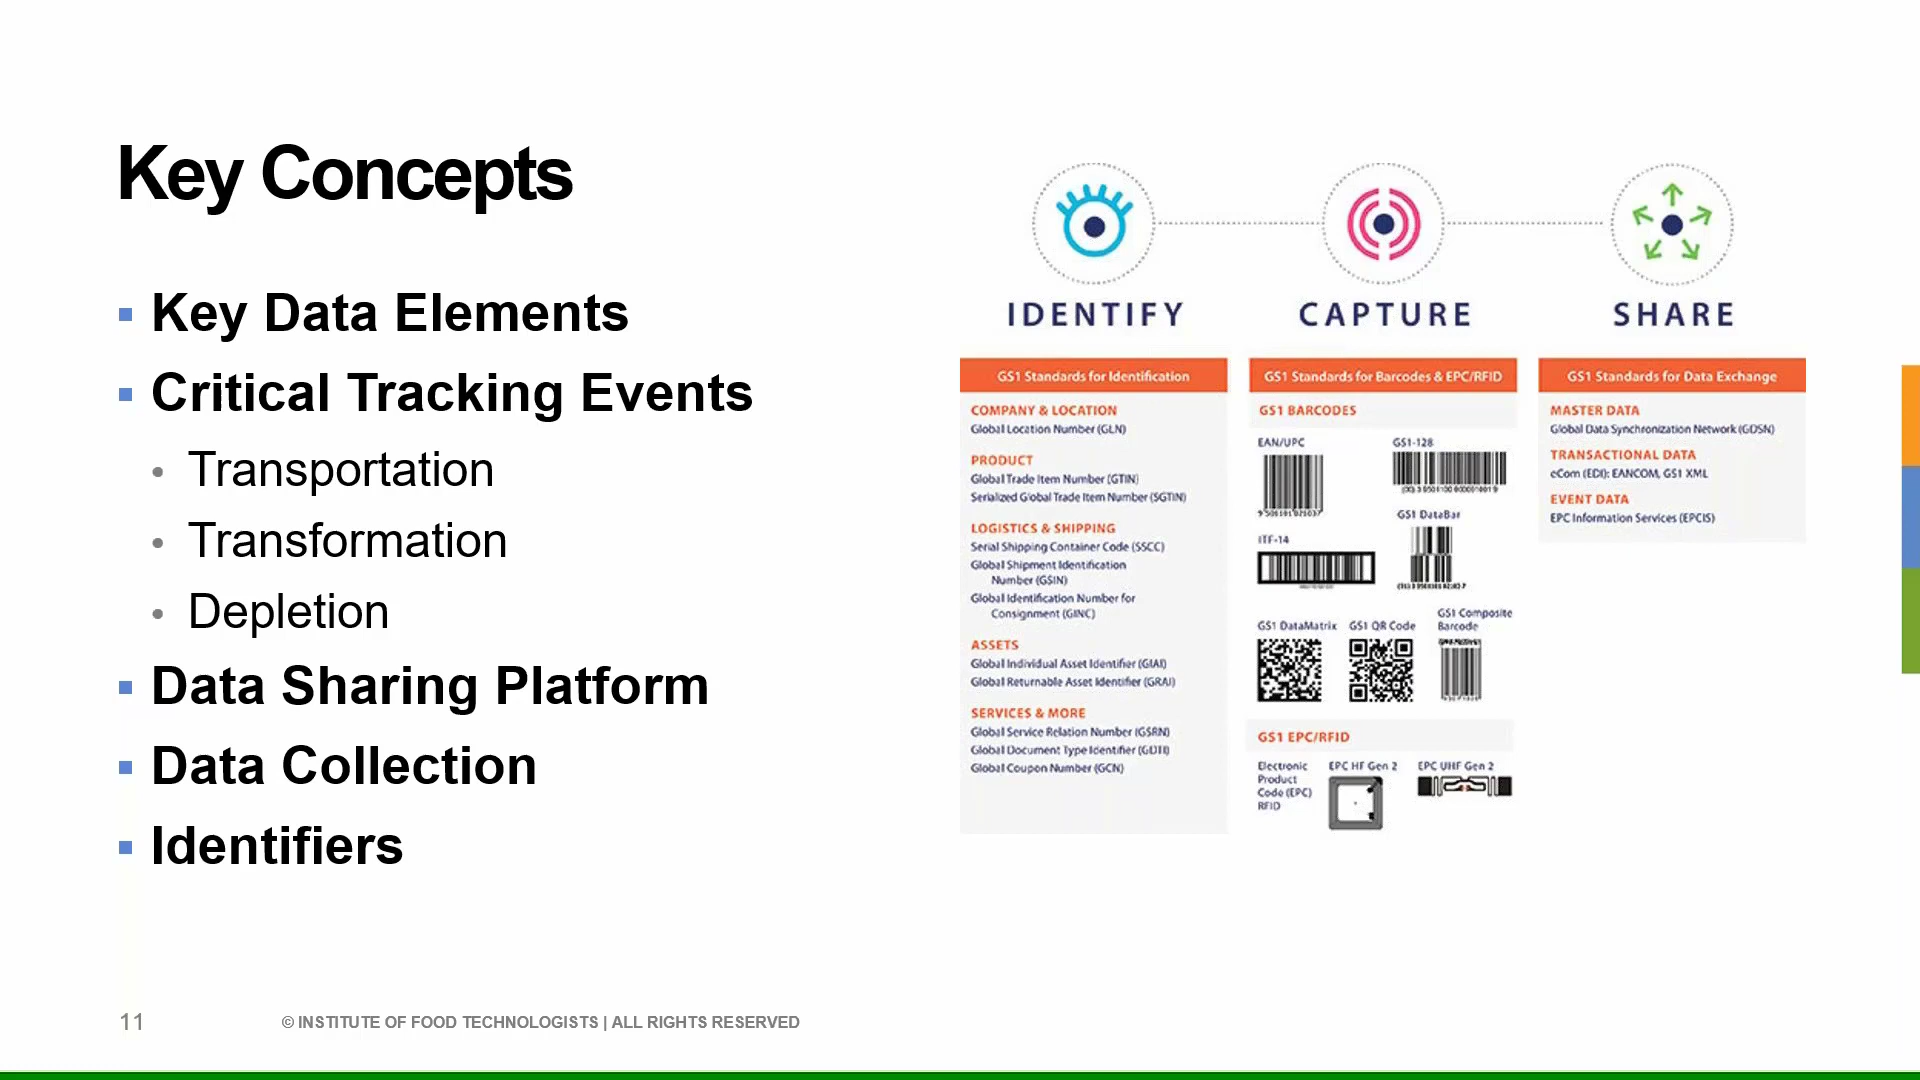 Key Concepts
Key Data Elements
Critical Tracking Events
Transportation
Transformation
Depletion
Data Sharing Platform
Data Collection
Identifiers
IDENTIFY
GS1 Standards for Identification
COMPANY & LOCATION
Global Location Number (GLN)
PRODUCT
Global Trade Item Number (GTIN)
Serialized Global Trade Item Number (SGTIN)
LOGISTICS & SHIPPING
Serial Shipping Container Code (SSCC)
Global Shipment Identification
Number (GSIN)
Global Identification Number for
Consignment (GINC)
ASSETS
Global Individual Asset Identifier (GIAI)
Global Returnable Asset Identifier (GRAI)
SERVICES & MORE
Global Service Relation Number (GSRN)
Global Document Type Identifier (GDTI)
Global Coupon Number (GCN)
CAPTURE
GS1 Standards for Barcodes & EPC/RFID
GS1 BARCODES
EAN/UPC
GS1-128
GS1 DataBar
ITF-14
GS1 DataMatrix
GS1 QR Code
GS1 Composite
Barcode
GS1 EPC/RFID
Electronic
Product
Code (EPC)
RFID
EPC HF Gen 2
EPC UHF Gen 2
SHARE
GS1 Standards for Data Exchange
MASTER DATA
Global Data Synchronization Network (GDSN)
TRANSACTIONAL DATA
eCom (EDI): EANCOM, GS1 XML
EVENT DATA
EPC Information Services (EPCIS)
11
© INSTITUTE OF FOOD TECHNOLOGISTS | ALL RIGHTS RESERVED